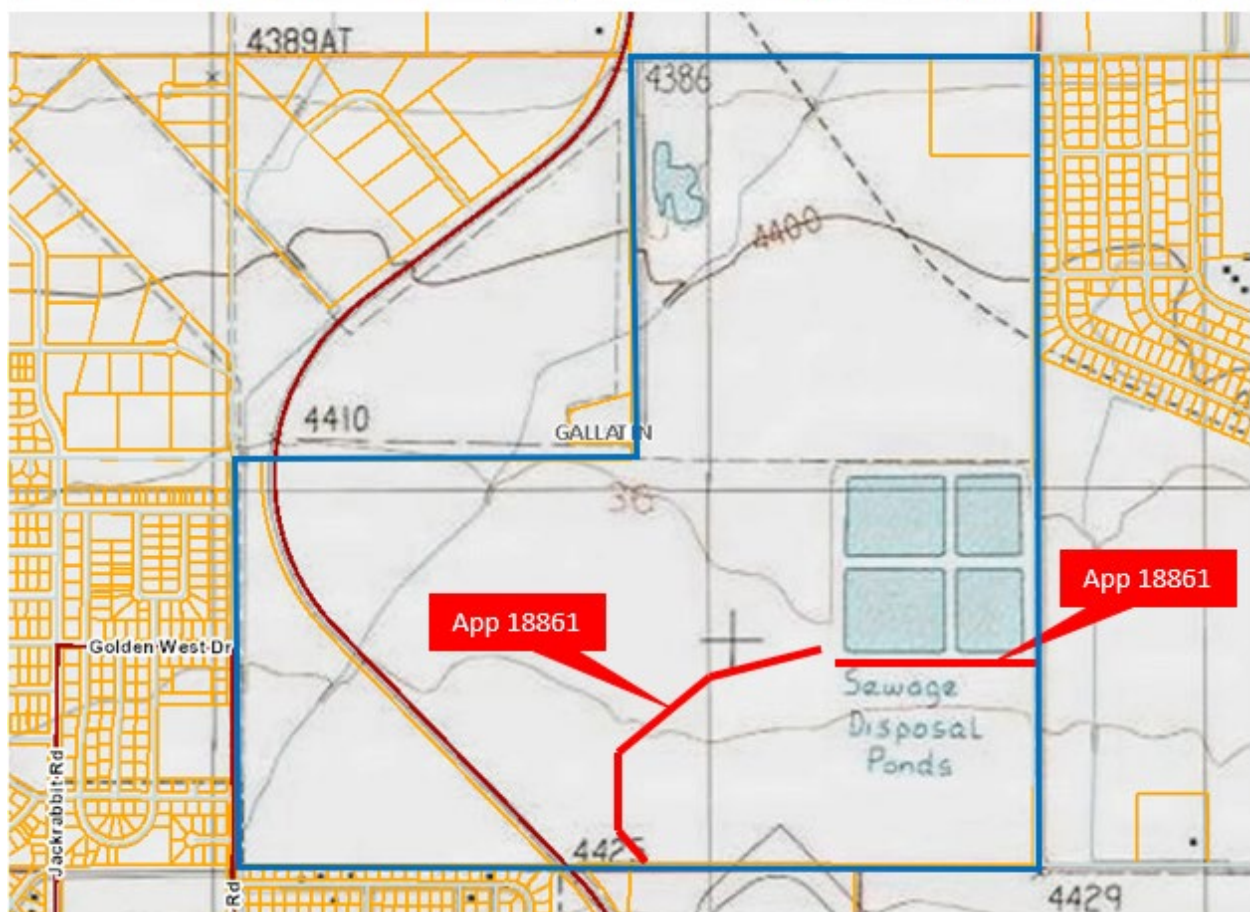 4389AT
4386
4400
4410
GALLATIN
36
App 18861
App 18861
Golden West Dr
Sewage
Disposal
Ponds
Jackrabbit Rd
4425
Rd
4429